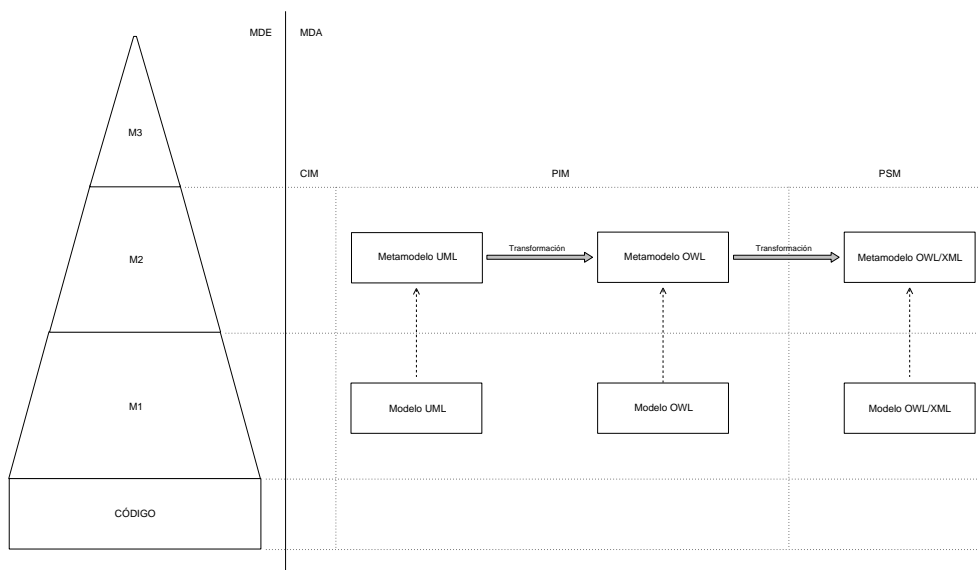 MDE
MDA
M3
CIM
PIM
PSM
Metamodelo UML
Transformación
Metamodelo OWL
Transformación
Metamodelo OWL/XML
M2
Modelo UML
Modelo OWL
Modelo OWL/XML
M1
CÓDIGO